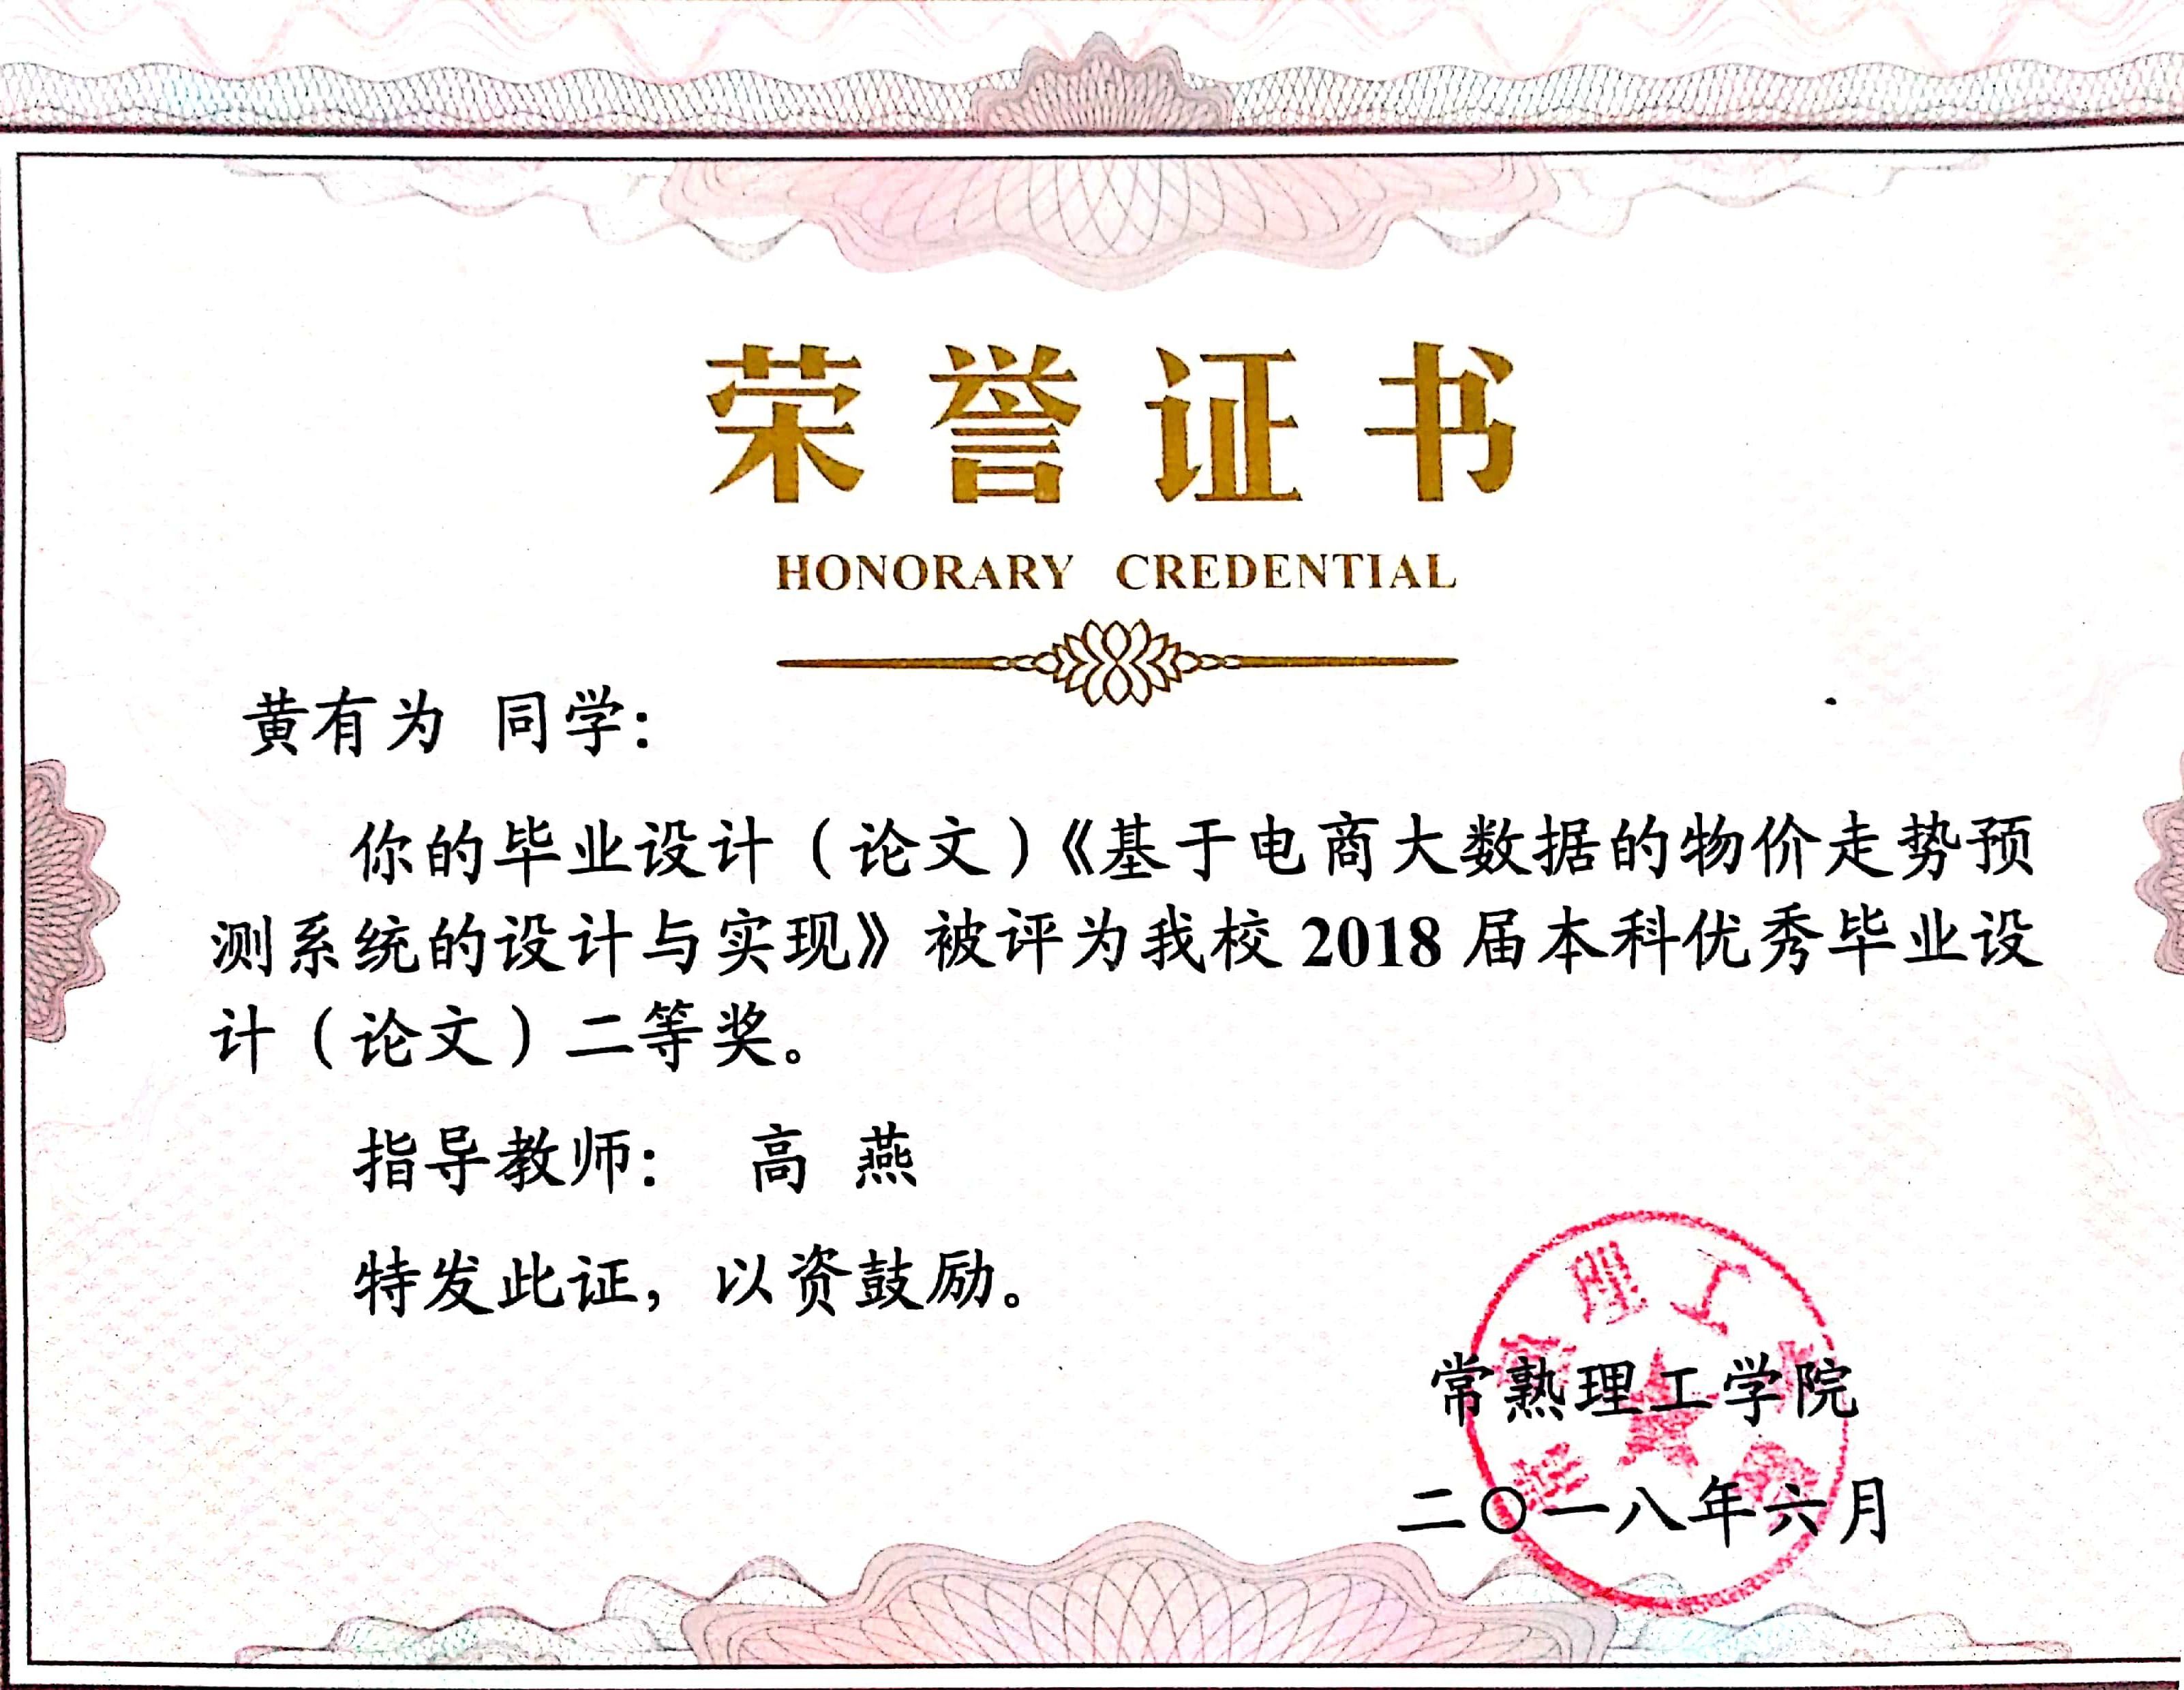 荣誉证书
HONORARY CREDENTIAL
黄有为 同学：
你的毕业设计（论文）《基于电商大数据的物价走势预
测系统的设计与实现》被评为我校 2018 届本科优秀毕业设
计（论文）二等奖。
指导教师： 高 燕
特发此证，以资鼓励。
理工
常熟理工学院
二〇一八年六月